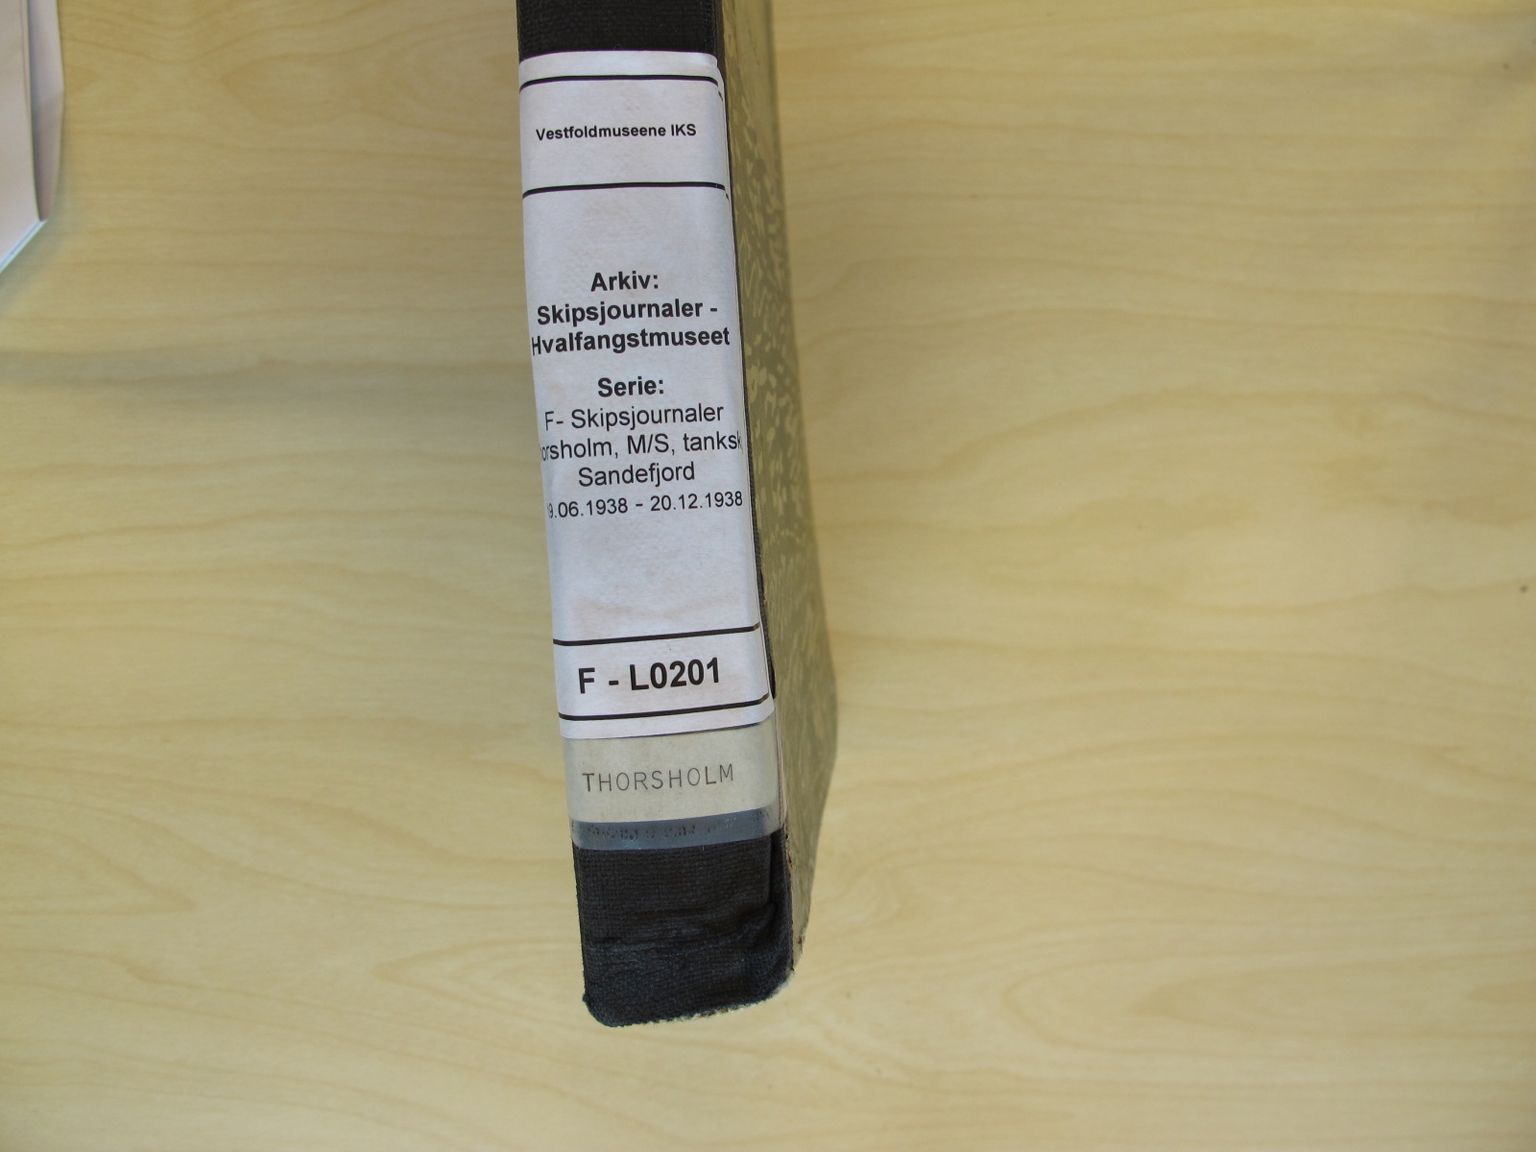 Vestfoldmuseene IKS
Arkiv:
Skipsjournaler -
Hvalfangstmuseet
Serie:
F- Skipsjournaler
orsholm, M/S, tanksk
Sandefjord
9.06.1938 - 20.12.1938
F - L0201
THORSHOLM